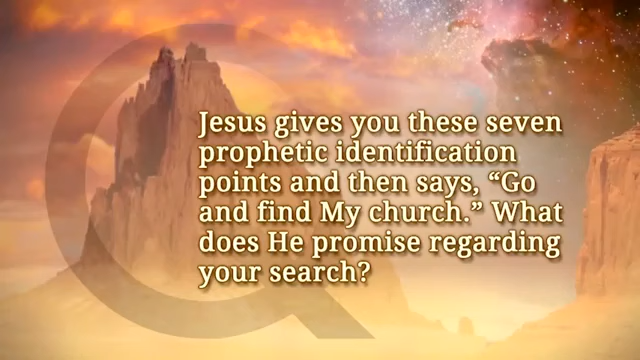 Jesus gives you these seven
prophetic identification
points and then says, “Go
and find My church.” What
does He promise regarding
your search?